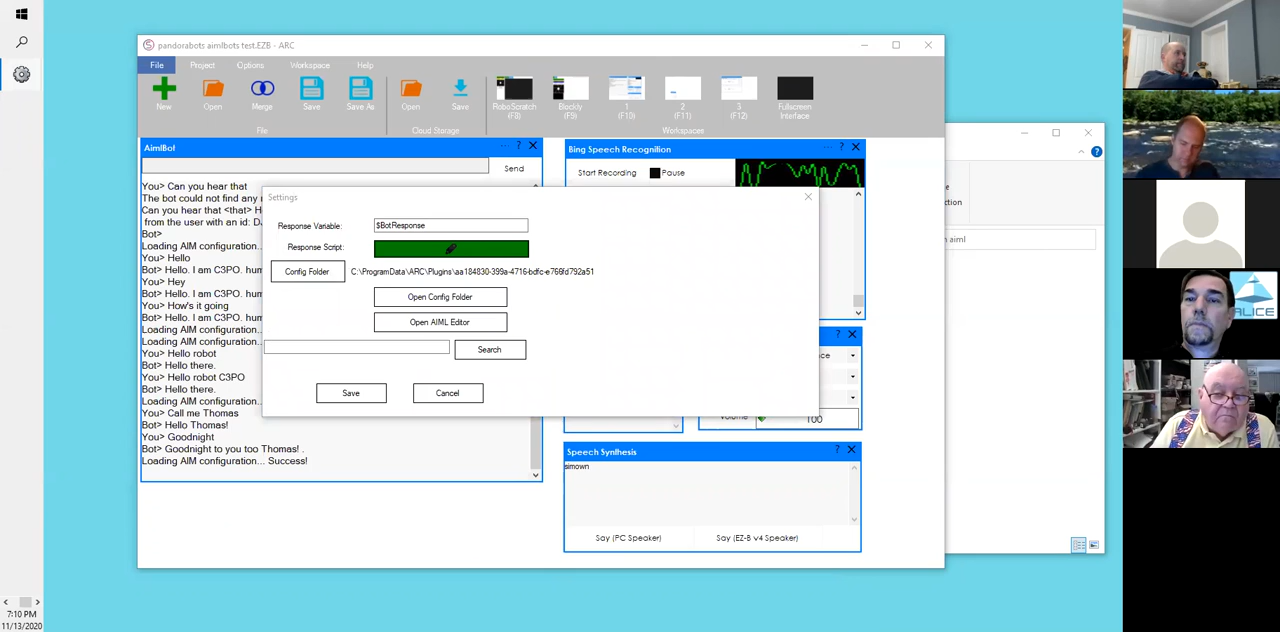 pandorabots aimlbots test.EZB - ARC
File Project Options Workspace Help
New Open Merge Save Save As Open Save RoboScratch (F8) Blockly (F9) 1 (F10) 2 (F11) 3 (F12) Fullscreen Interface
File Cloud Storage Workspaces
AimlBot ... ?
Send
You> Can you hear that
The bot could not find any
Can you hear that <that>
from the user with an id:
Bot>
Loading AIM configuration...
You> Hello
Bot> Hello. I am C3PO.
You> Hey
Bot> Hello. I am C3PO.
You> How's it going
Bot> Hello. I am C3PO.
Loading AIM configuration...
Loading AIM configuration...
You> Hello robot
Bot> Hello there.
You> Hello robot C3PO
Bot> Hello there.
Loading AIM configuration...
You> Call me Thomas
Bot> Hello Thomas!
You> Goodnight
Bot> Goodnight to you too Thomas! .
Loading AIM configuration... Success!
Bing Speech Recognition ... ?
Start Recording Pause
Settings
Response Variable: $BotResponse
Response Script:
Config Folder C:\ProgramData\ARC\Plugins\aa184830-399a-4716-bdfc-e769fd792a51
Open Config Folder
Open AIML Editor
Search
Save Cancel
?
Volume 100
Speech Synthesis ?
simown
Say (PC Speaker) Say (EZ-B v4 Speaker)
?
aiml
ALICE
7:10 PM
11/13/2020